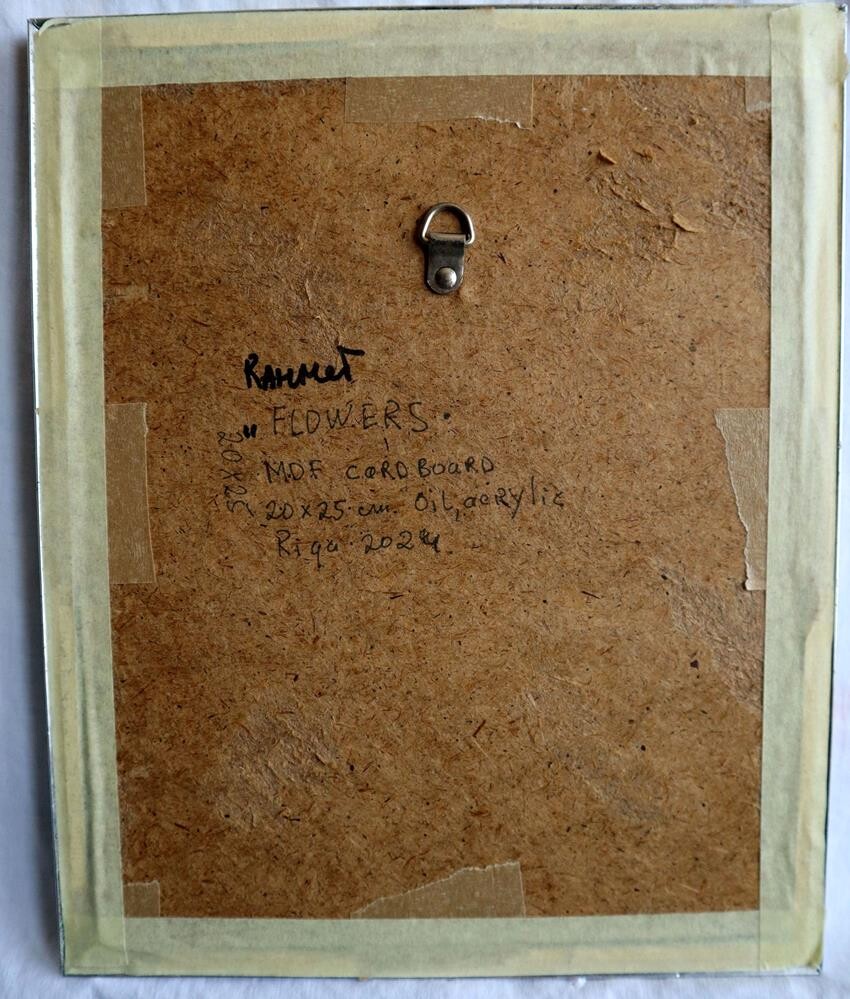 Rahmet
„FLOWERS.
MDF CARDBOARD
20x25 cm. Oil, acrylic
Riga. 2024
20x25